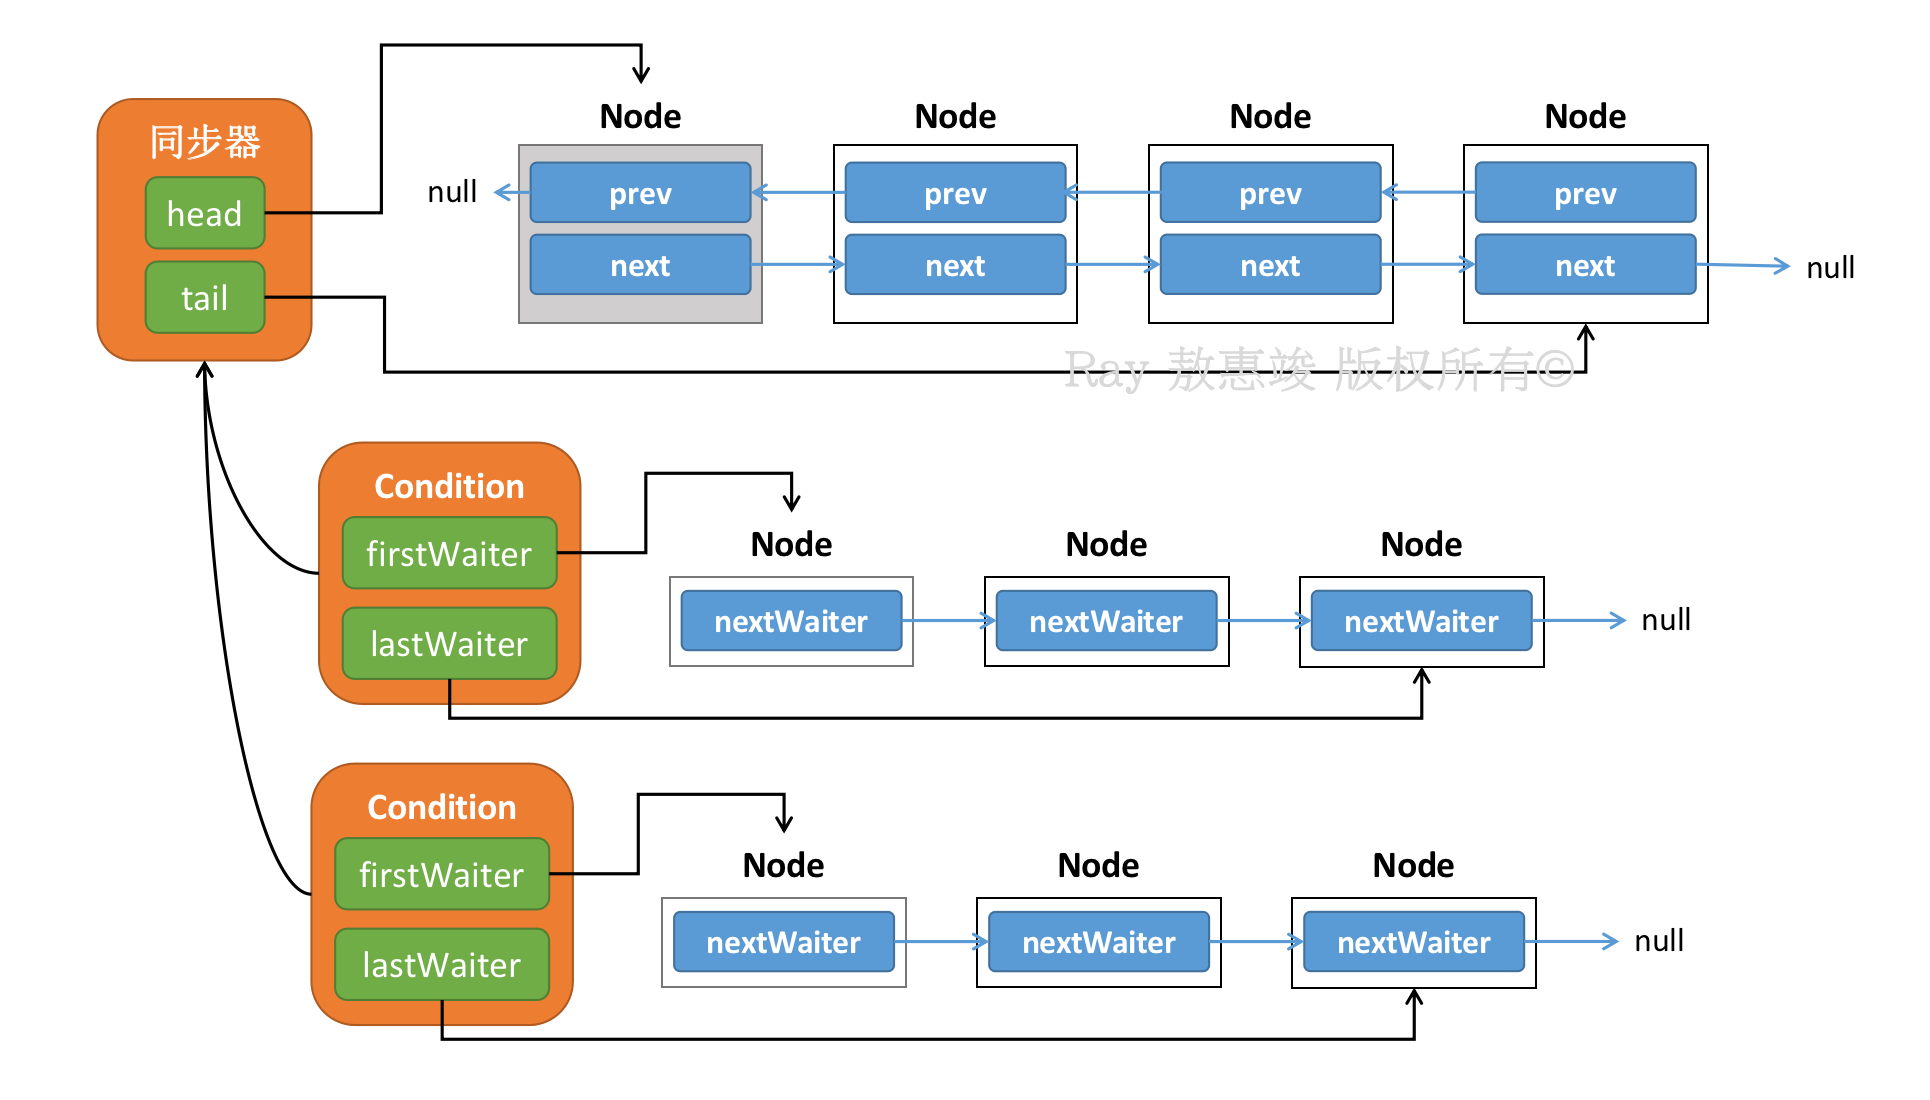 同步器
head
tail
Node
Node
Node
Node
null
prev
prev
prev
prev
next
next
next
next
null
Ray 敖惠竣 版权所有©
Condition
firstWaiter
lastWaiter
Node
Node
Node
nextWaiter
nextWaiter
nextWaiter
null
Condition
firstWaiter
lastWaiter
Node
Node
Node
nextWaiter
nextWaiter
nextWaiter
null